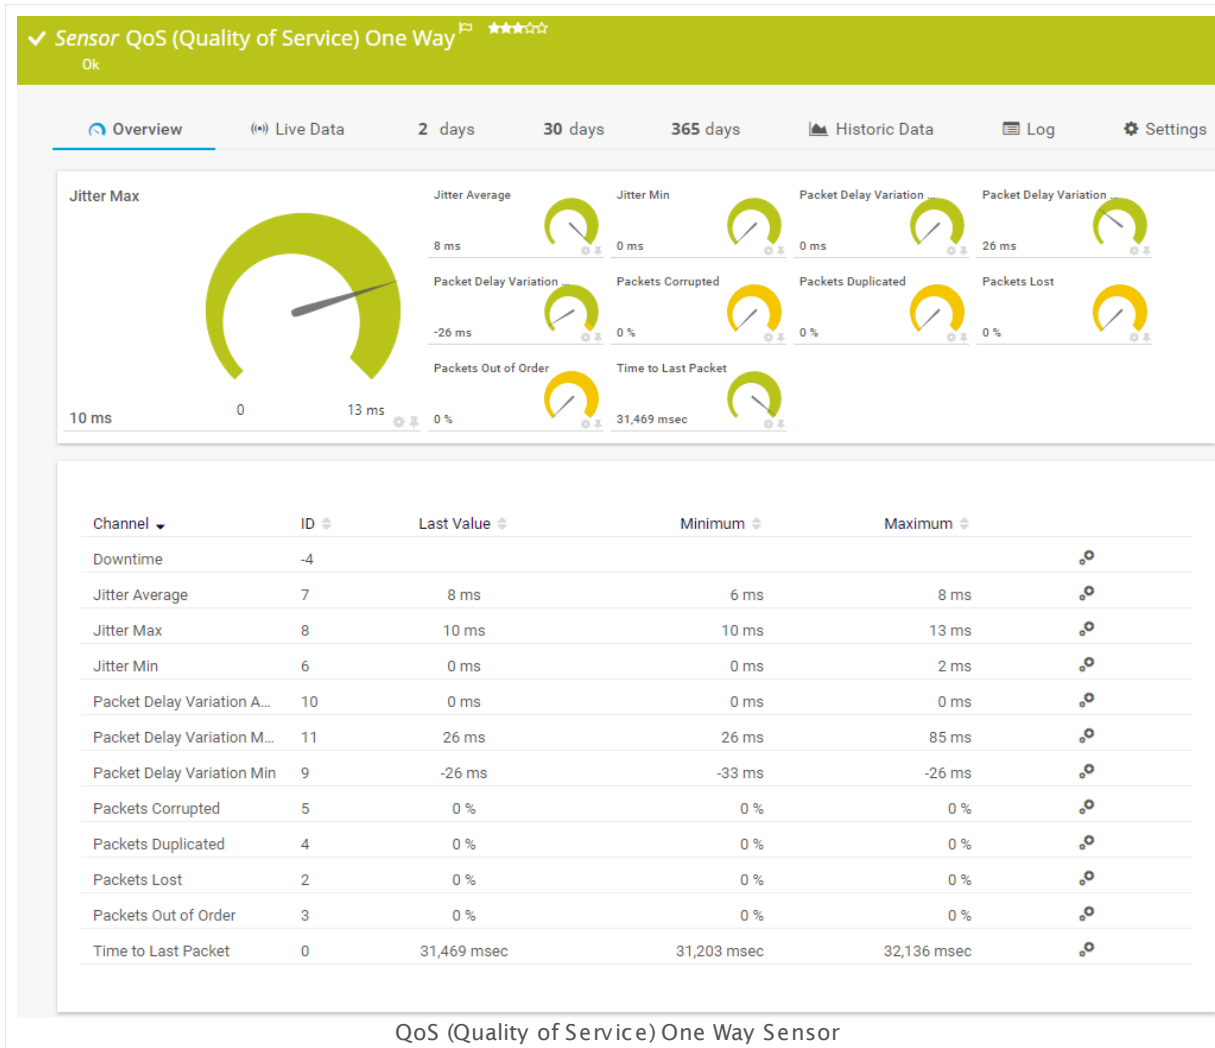 Sensor QoS (Quality of Service) One Way
Ok
Overview Live Data 2 days 30 days 365 days Historic Data Log Settings
Jitter Max
0 13 ms
10 ms
Jitter Average
8 ms
Jitter Min
0 ms
Packet Delay Variation ...
0 ms
Packet Delay Variation ...
26 ms
Packet Delay Variation ...
-26 ms
Packets Corrupted
0 %
Packets Duplicated
0 %
Packets Lost
0 %
Packets Out of Order
0 %
Time to Last Packet
31,469 msec
Channel ID Last Value Minimum Maximum
Downtime -4
Jitter Average 7 8 ms 6 ms 8 ms
Jitter Max 8 10 ms 10 ms 13 ms
Jitter Min 6 0 ms 0 ms 2 ms
Packet Delay Variation A... 10 0 ms 0 ms 0 ms
Packet Delay Variation M... 11 26 ms 26 ms 85 ms
Packet Delay Variation Min 9 -26 ms -33 ms -26 ms
Packets Corrupted 5 0 % 0 % 0 %
Packets Duplicated 4 0 % 0 % 0 %
Packets Lost 2 0 % 0 % 0 %
Packets Out of Order 3 0 % 0 % 0 %
Time to Last Packet 0 31,469 msec 31,203 msec 32,136 msec
QoS (Quality of Service) One Way Sensor